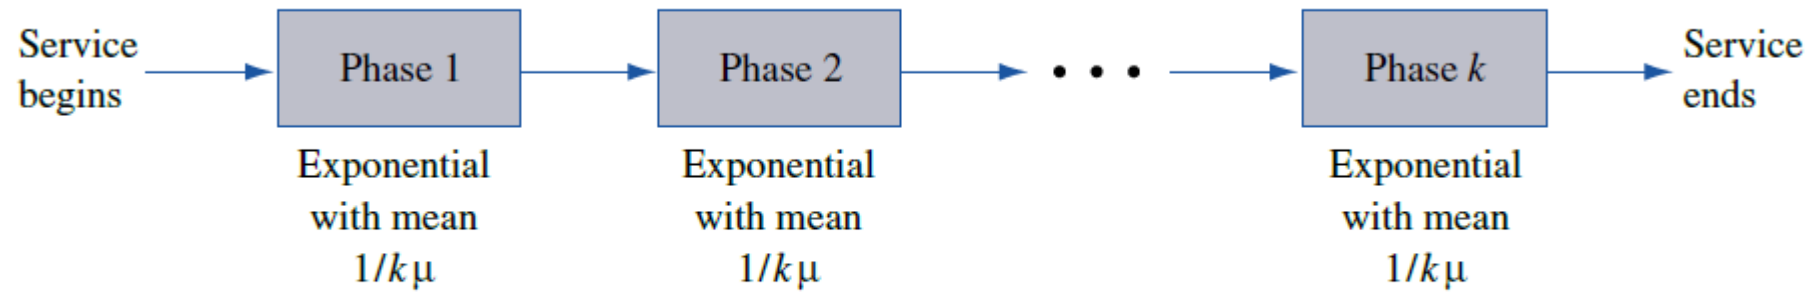 Service
begins
Phase 1
Phase 2
• • •
Phase k
Service
ends
Exponential
with mean
1/kμ
Exponential
with mean
1/kμ
Exponential
with mean
1/kμ